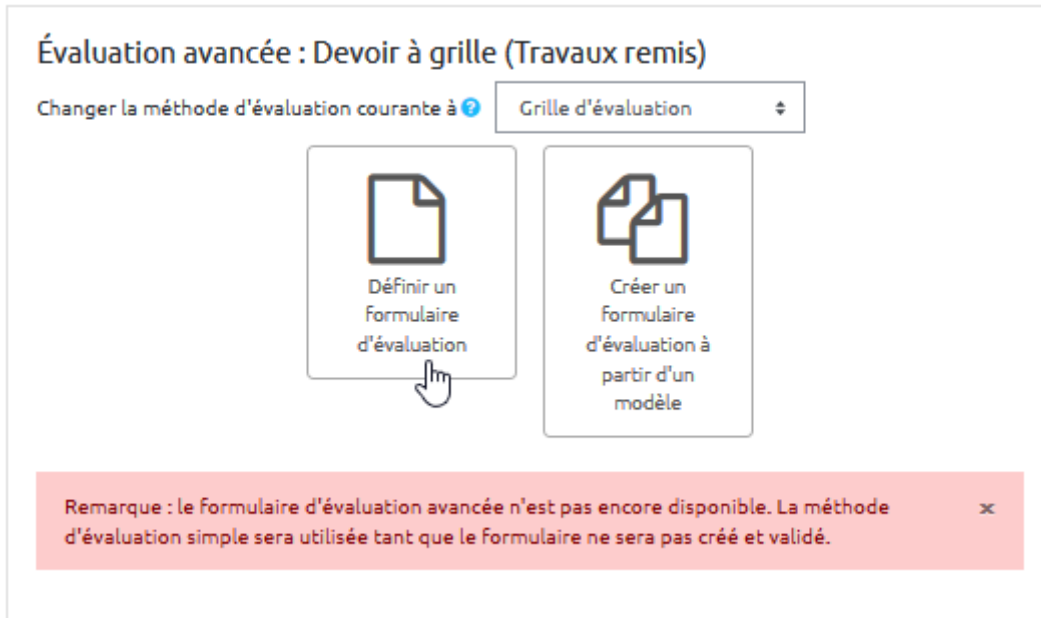 Évaluation avancée : Devoir à grille (Travaux remis)
Changer la méthode d'évaluation courante à
Grille d'évaluation
Définir un
formulaire
d'évaluation
Créer un
formulaire
d'évaluation à
partir d'un
modèle
Remarque : le formulaire d'évaluation avancée n'est pas encore disponible. La méthode
d'évaluation simple sera utilisée tant que le formulaire ne sera pas créé et validé.